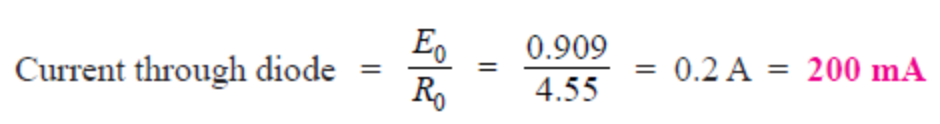 Current through diode = E₀/R₀ = 0.909/4.55 = 0.2 A = 200 mA